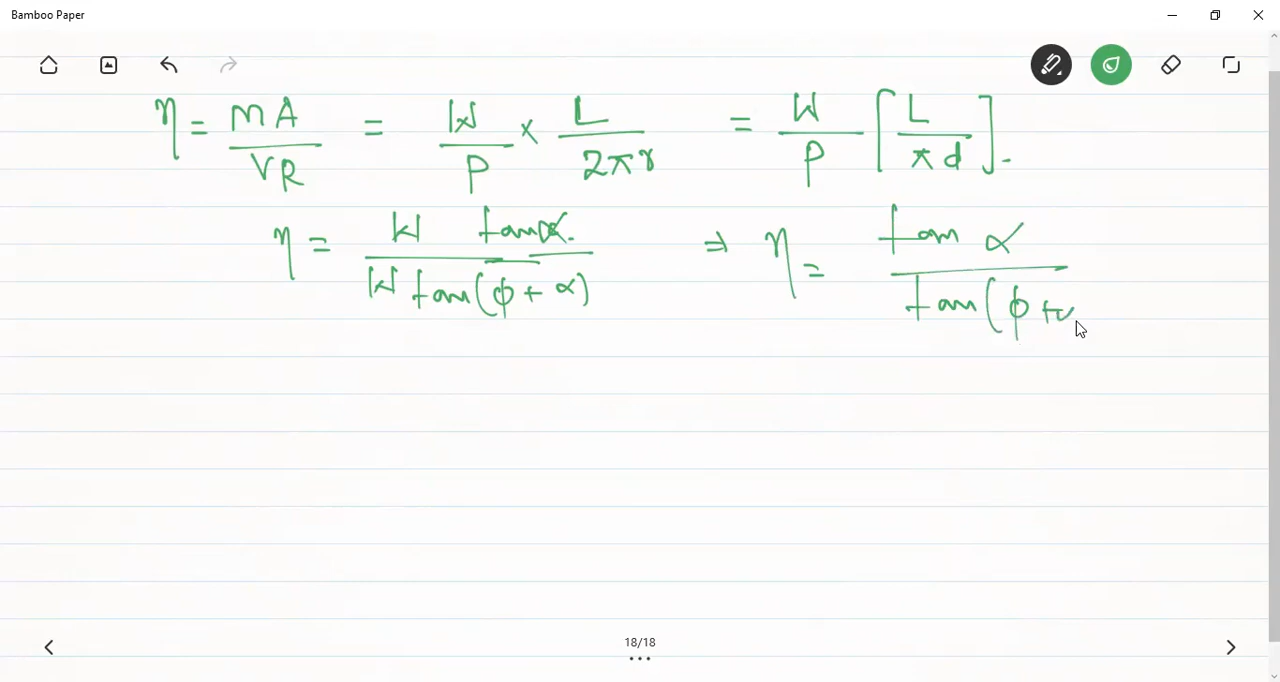 Bamboo Paper
η = MA/VR = W/P × L/2πr = W/P [L/πd].
η = W tanα. / W tan(φ + α) ⇒ η = tan α / tan(φ +
18/18